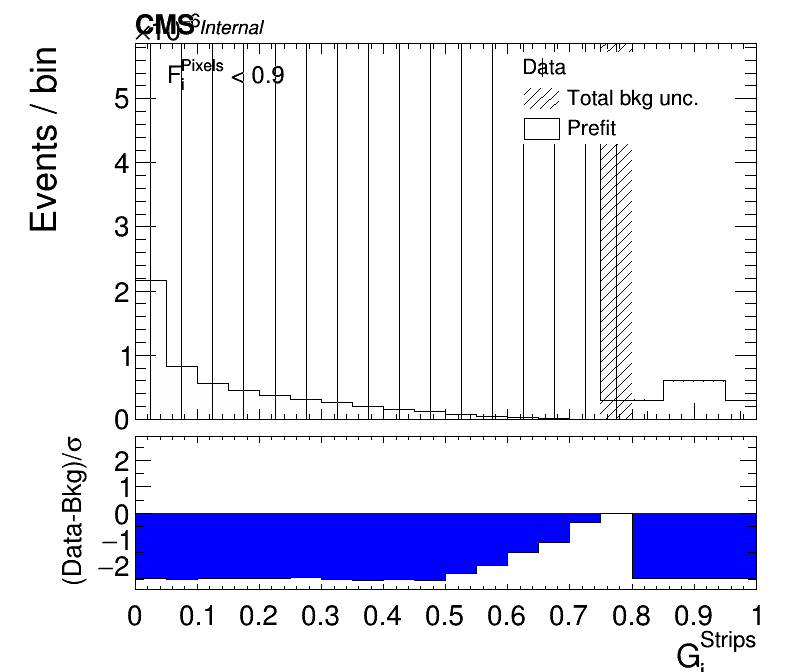 CMS Internal
×10⁻⁶
F_i^Pixels < 0.9
Data
Total bkg unc.
Prefit
Events / bin
5
4
3
2
1
0
(Data-Bkg)/σ
2
1
0
−1
−2
0 0.1 0.2 0.3 0.4 0.5 0.6 0.7 0.8 0.9 1
G_i^Strips